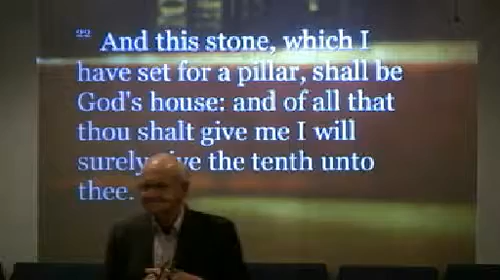 22 And this stone, which I
have set for a pillar, shall be
God's house: and of all that
thou shalt give me I will
surely the tenth unto
thee.